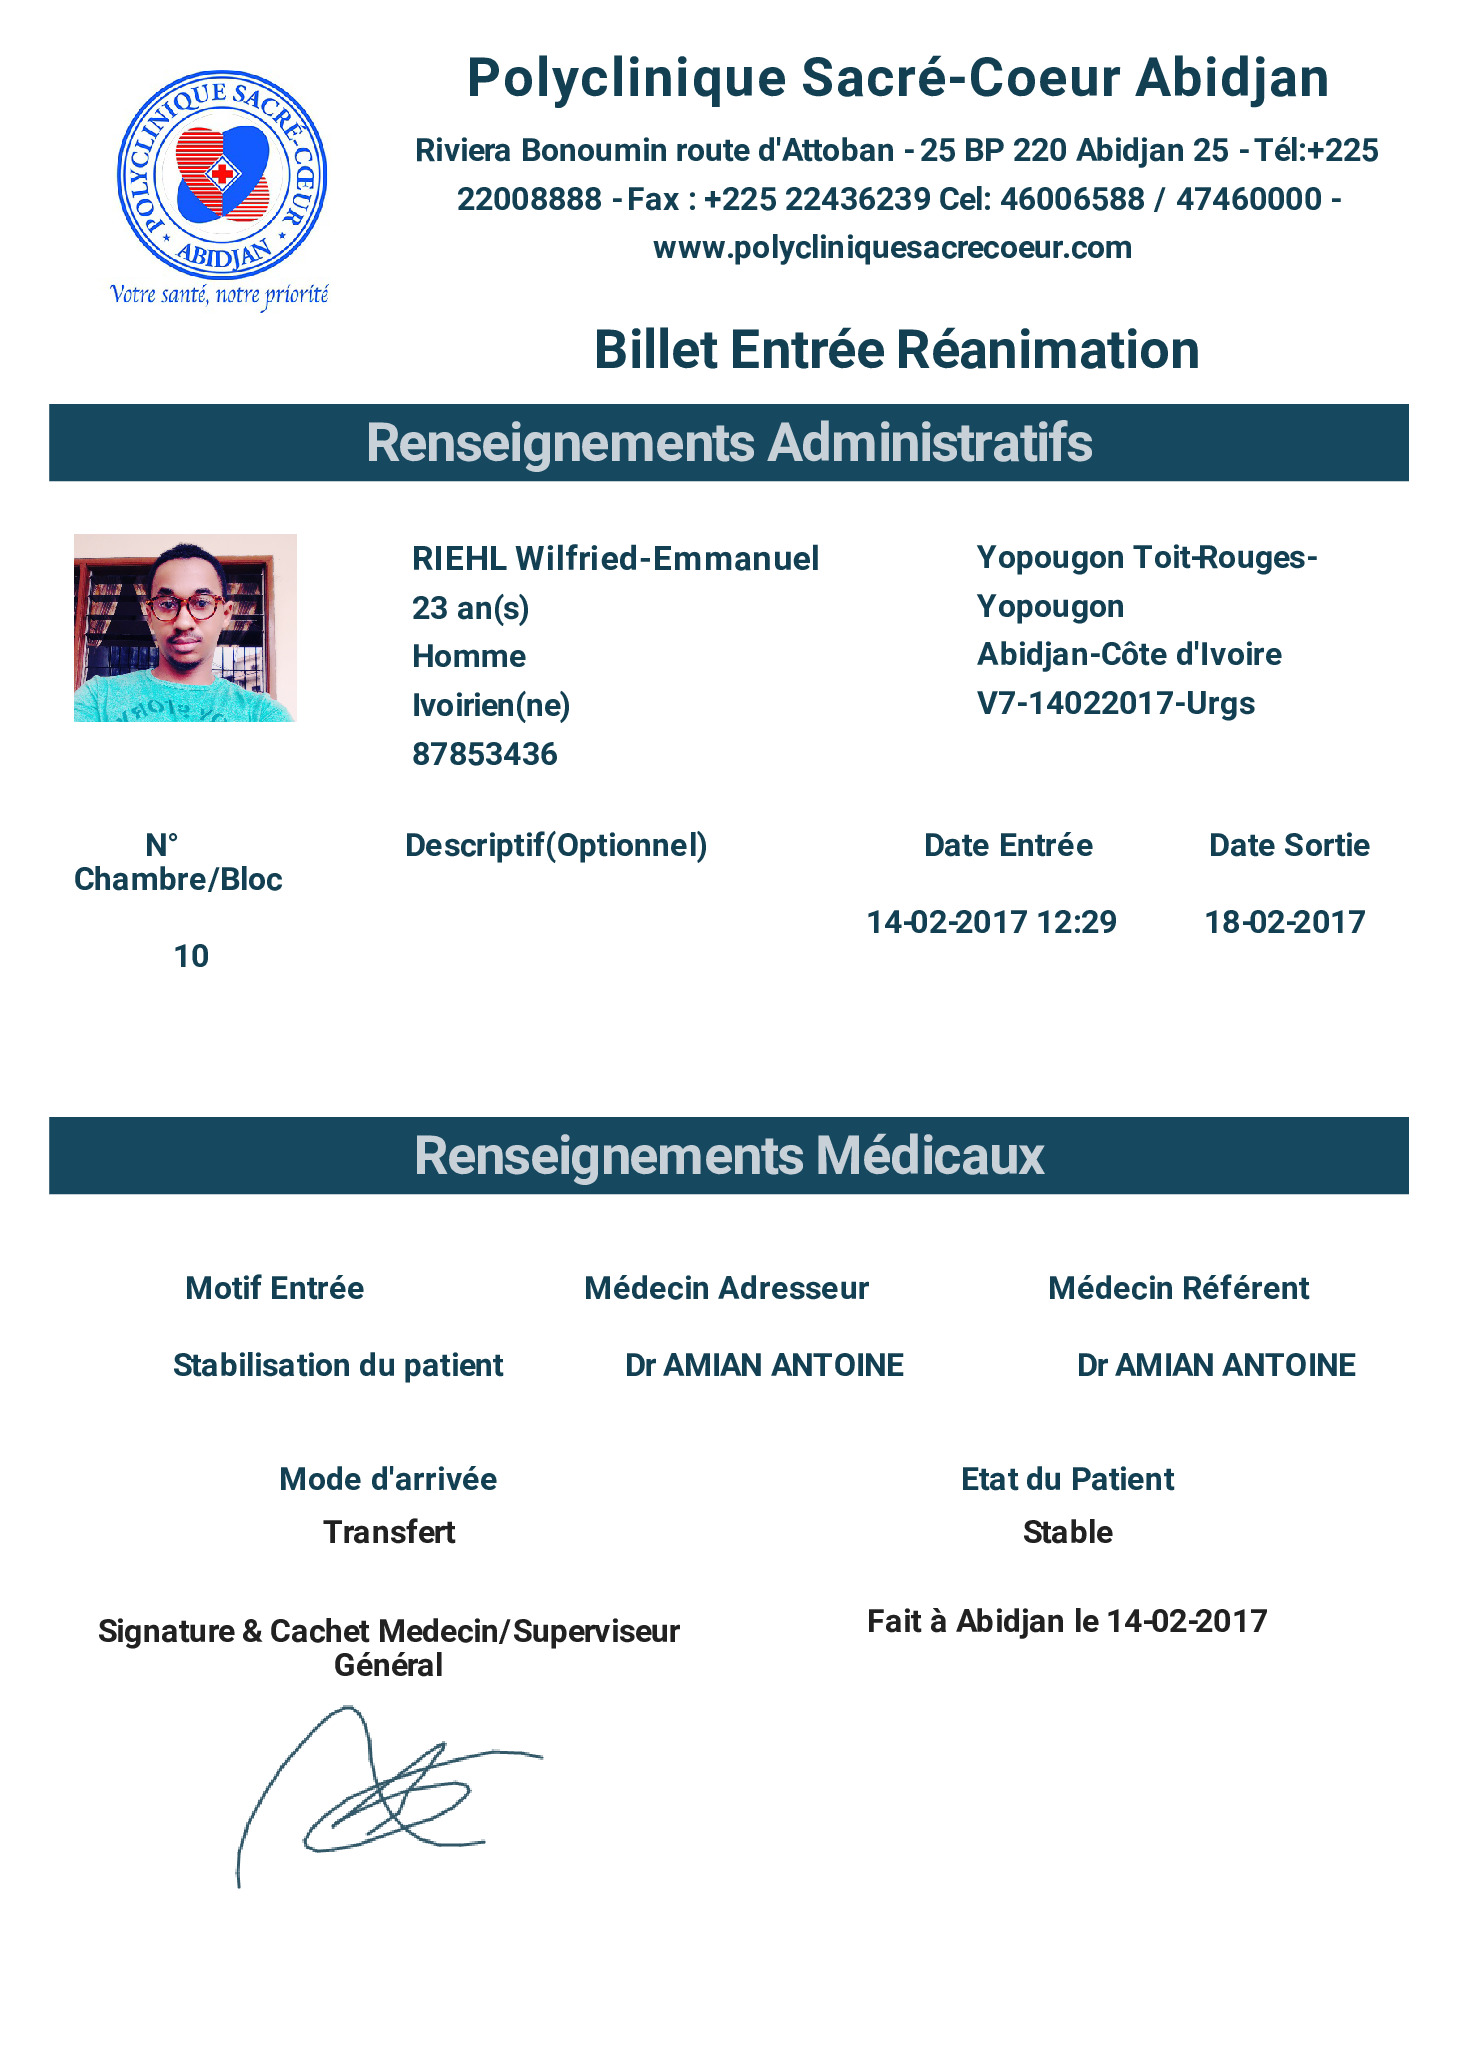 Polyclinique Sacré-Coeur Abidjan
Riviera Bonoumin route d'Attoban - 25 BP 220 Abidjan 25 - Tél:+225
22008888 - Fax : +225 22436239 Cel: 46006588 / 47460000 -
www.polycliniquesacrecoeur.com
POLYCLINIQUE SACRÉ-CŒUR
ABIDJAN
Votre santé, notre priorité
Billet Entrée Réanimation
Renseignements Administratifs
RIEHL Wilfried-Emmanuel
23 an(s)
Homme
Ivoirien(ne)
87853436
Yopougon Toit-Rouges-
Yopougon
Abidjan-Côte d'Ivoire
V7-14022017-Urgs
N°
Chambre/Bloc
Descriptif(Optionnel)
Date Entrée
Date Sortie
10
14-02-2017 12:29
18-02-2017
Renseignements Médicaux
Motif Entrée
Médecin Adresseur
Médecin Référent
Stabilisation du patient
Dr AMIAN ANTOINE
Dr AMIAN ANTOINE
Mode d'arrivée
Etat du Patient
Transfert
Stable
Signature & Cachet Medecin/Superviseur
Général
Fait à Abidjan le 14-02-2017